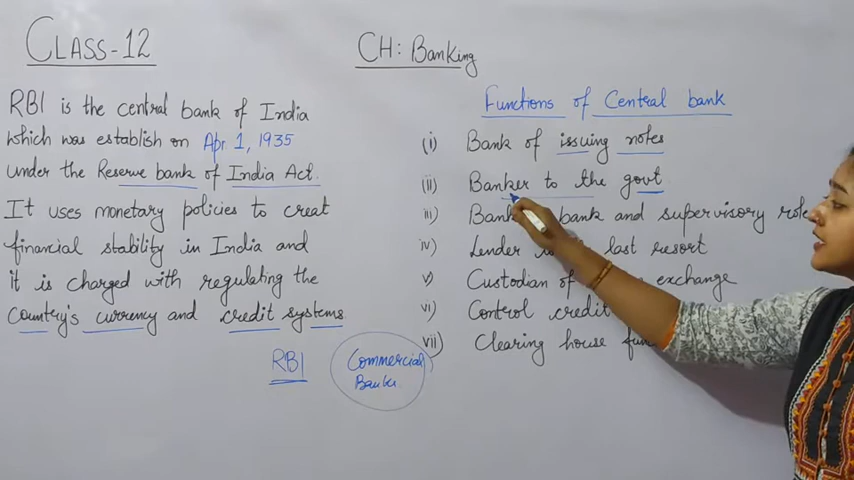 CLASS-12
CH: Banking
RBI is the central bank of India
which was establish on Apr 1, 1935
under the Reserve bank of India Act.
It uses monetary policies to creat
financial stability in India and
it is charged with regulating the
Country's currency and credit systems
RBI
Commercial
Banks
Functions of Central bank
(i) Bank of issuing notes
(ii) Banker to the govt
iii) bank and supervisory role
iv) Lender last resort
v) Custodian of exchange
vi) Control credit
vii) Clearing house